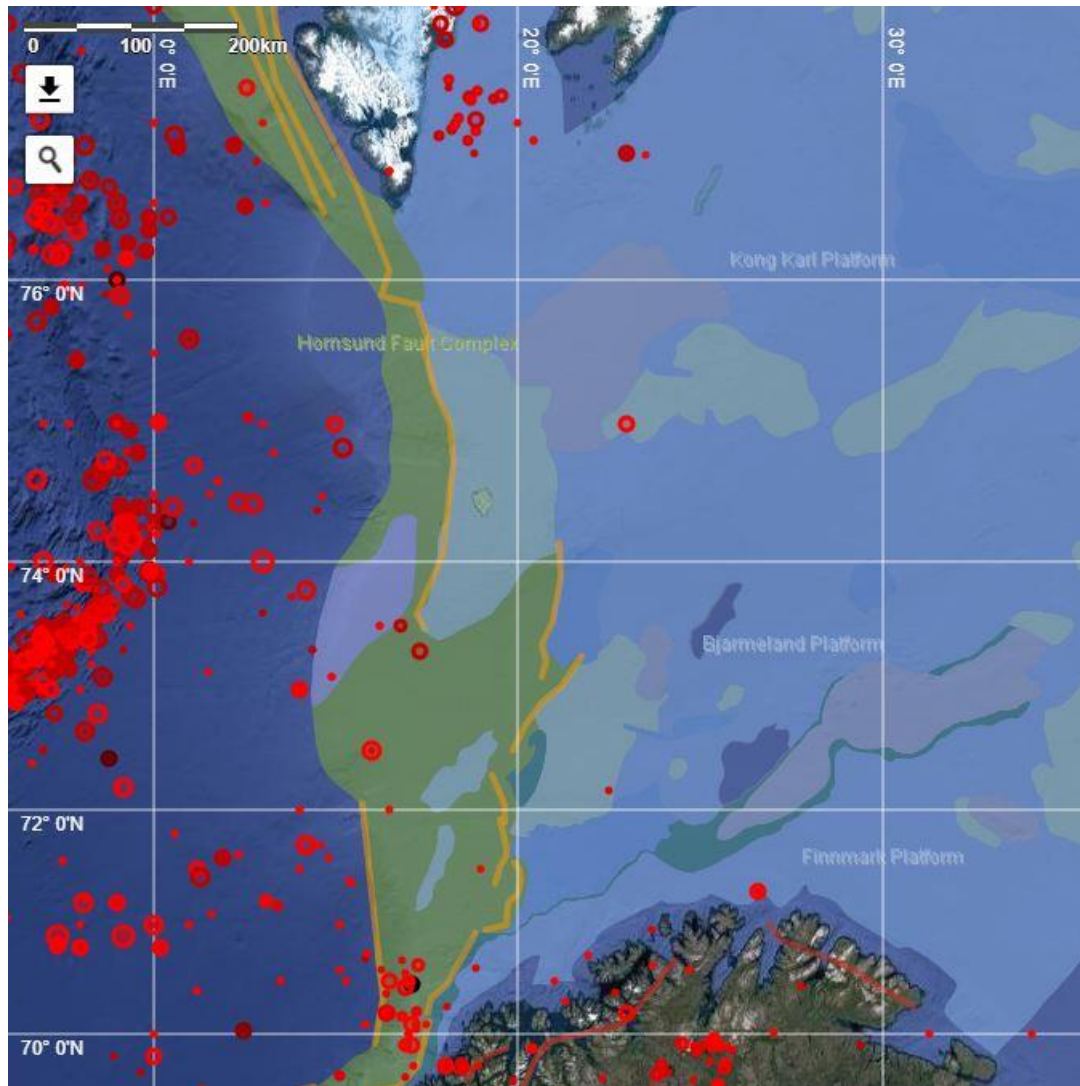 0 100 200km
0° 0'E
20° 0'E
30° 0'E
Kong Karl Platform
76° 0'N
Hornsund Fault Complex
74° 0'N
Bjarmeland Platform
72° 0'N
Finnmark Platform
70° 0'N